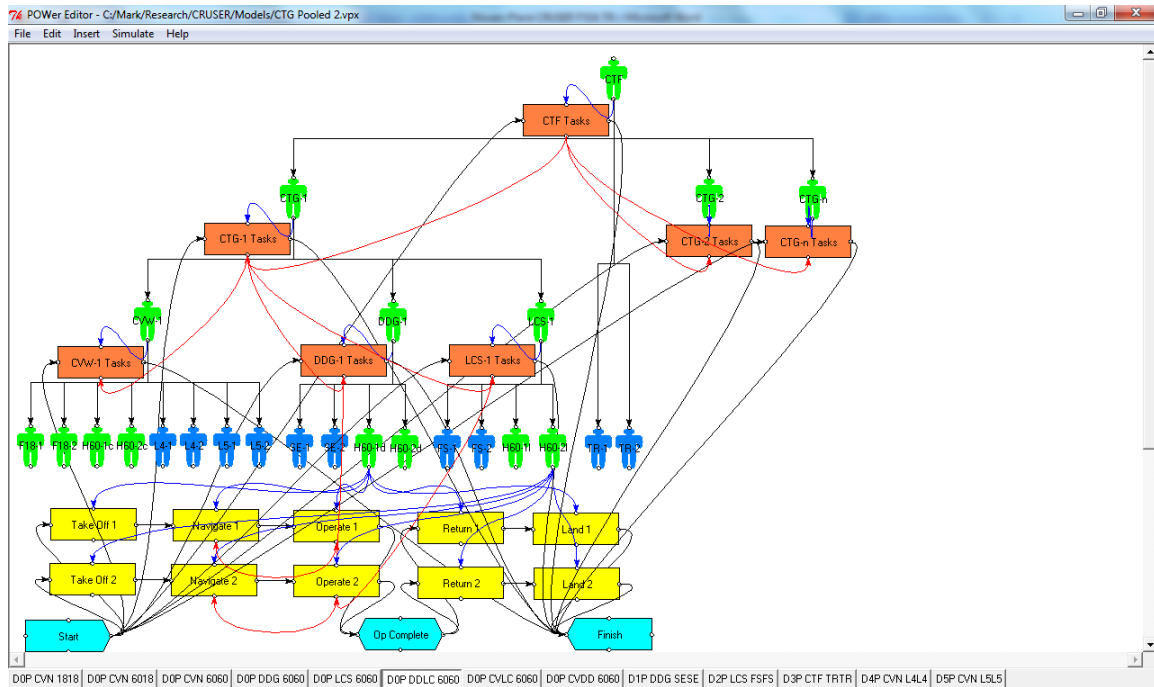 POWer Editor - C:/Mark/Research/CRUSER/Models/CTG Pooled 2.vpx
File Edit Insert Simulate Help
CTF
CTF Tasks
CTG-1
CTG-2
CTG-n
CTG-1 Tasks
CTG-2 Tasks
CTG-n Tasks
CVW-1
DDG-1
LCS-1
CVW-1 Tasks
DDG-1 Tasks
LCS-1 Tasks
F18-1 F18-2 H60-1c H60-2c L4-1 L4-2 L5-1 L5-2 SE-1 SE-2 H60-1d H60-2d FS-1 FS-2 H60-1l H60-2l TR-1 TR-2
Take Off 1 Navigate 1 Operate 1 Return 1 Land 1
Take Off 2 Navigate 2 Operate 2 Return 2 Land 2
Start Op Complete Finish
D0P CVN 1818 D0P CVN 6018 D0P CVN 6060 D0P DDG 6060 D0P LCS 6060 D0P DDLC 6060 D0P CVLC 6060 D0P CVDD 6060 D1P DDG SESE D2P LCS FSFS D3P CTF TRTR D4P CVN L4L4 D5P CVN L5L5